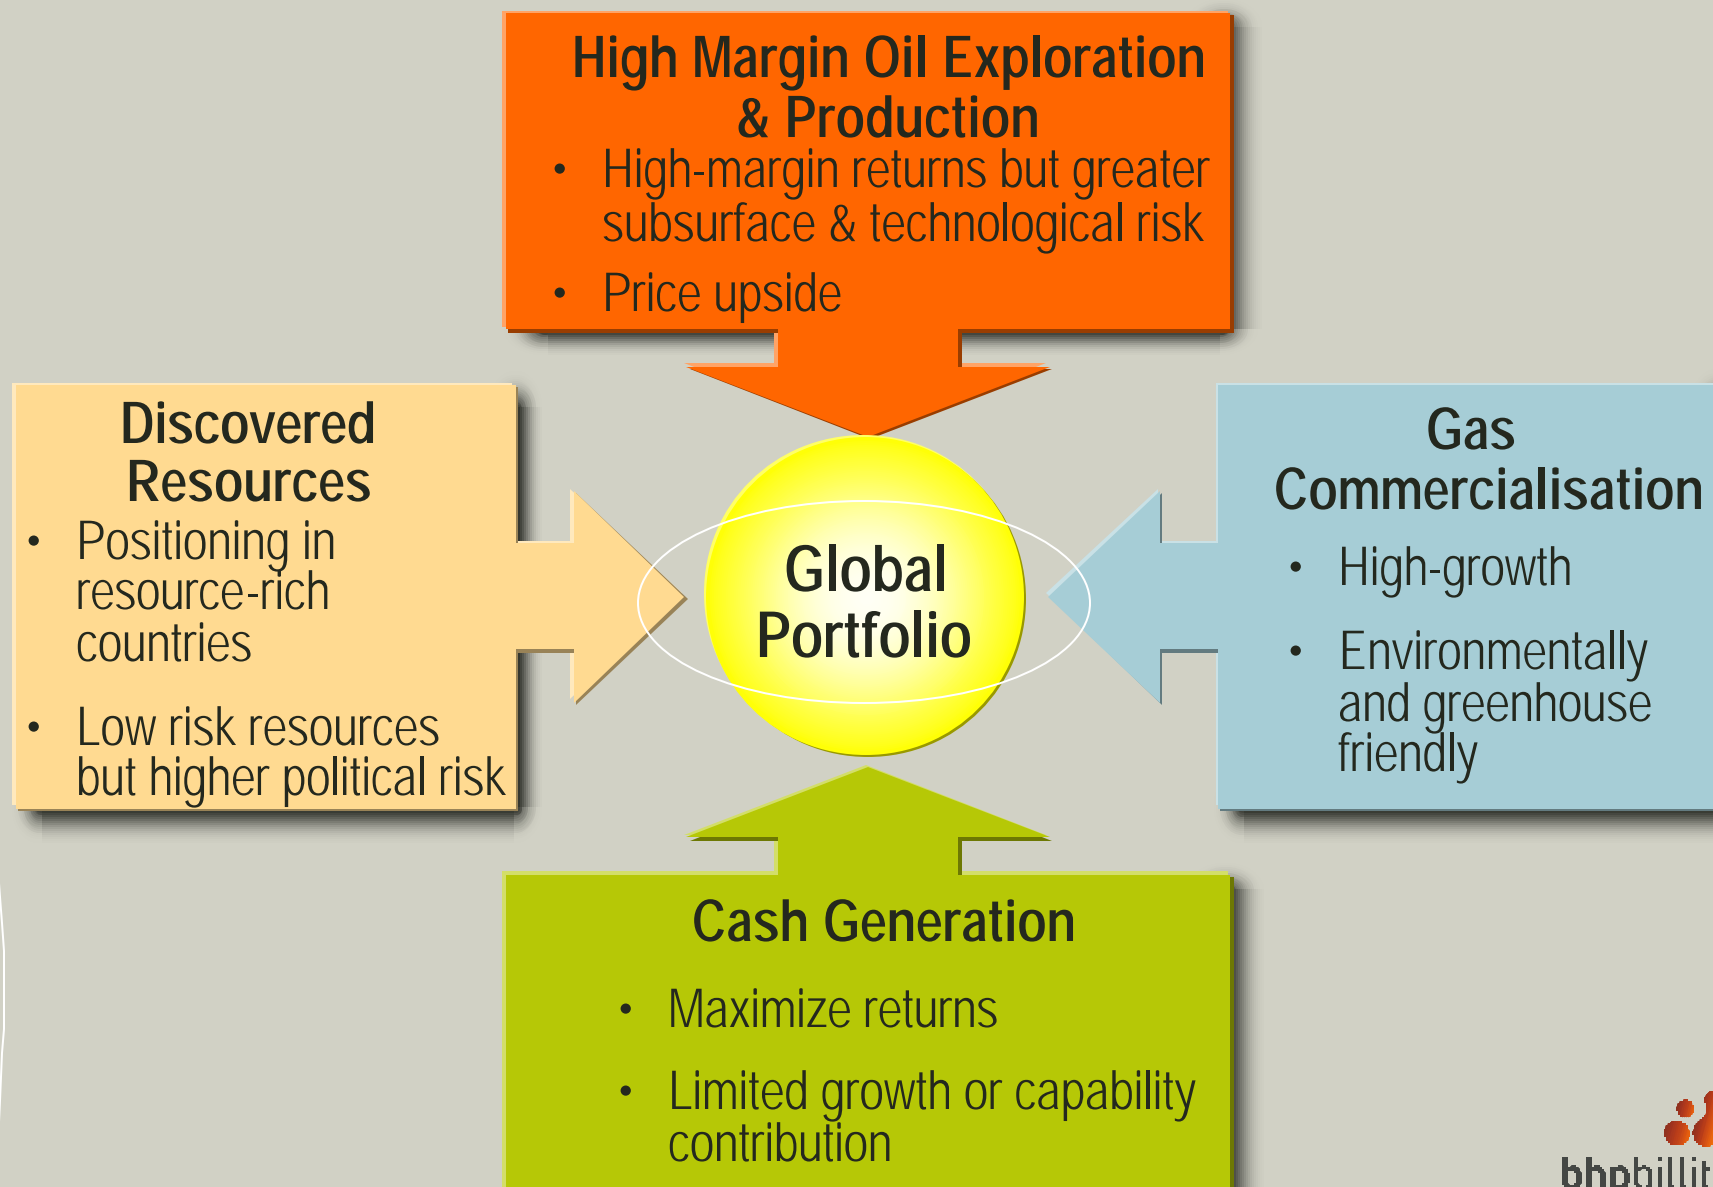 High Margin Oil Exploration
& Production
• High-margin returns but greater
subsurface & technological risk
• Price upside
Discovered
Resources
• Positioning in
resource-rich
countries
• Low risk resources
but higher political risk
Global
Portfolio
Gas
Commercialisation
• High-growth
• Environmentally
and greenhouse
friendly
Cash Generation
• Maximize returns
• Limited growth or capability
contribution
bhpbillit